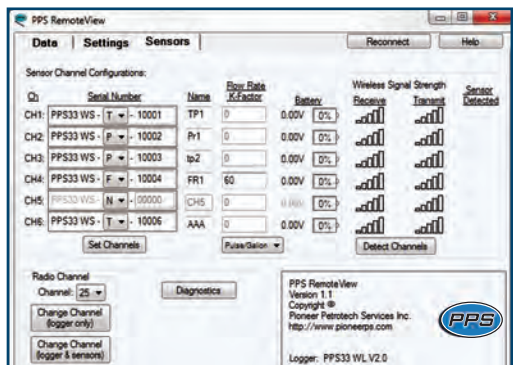 PPS RemoteView
Data Settings Sensors Reconnect Help
Sensor Channel Configurations:
Flow Rate Wireless Signal Strength Sensor
Ch Serial Number Name K-Factor Battery Receive Transmit Detected
CH1: PPS33 WS - T - 10001 TP1 0 0.00V 0%
CH2: PPS33 WS - P - 10002 Pr1 0 0.00V 0%
CH3: PPS33 WS - P - 10003 tp2 0 0.00V 0%
CH4: PPS33 WS - F - 10004 FR1 60 0.00V 0%
CH5: PPS33 WS - N - 00000 CH5 0 0.00V 0%
CH6: PPS33 WS - T - 10006 AAA 0 0.00V 0%
Set Channels Pulse/Gallon Detect Channels
Radio Channel
Channel: 25
Diagnostics
Change Channel
(logger only)
Change Channel
(logger & sensors)
PPS RemoteView
Version 1.1
Copyright ©
Pioneer Petrotech Services Inc.
http://www.pioneerps.com
PPS
Logger: PPS33 WL V2.0